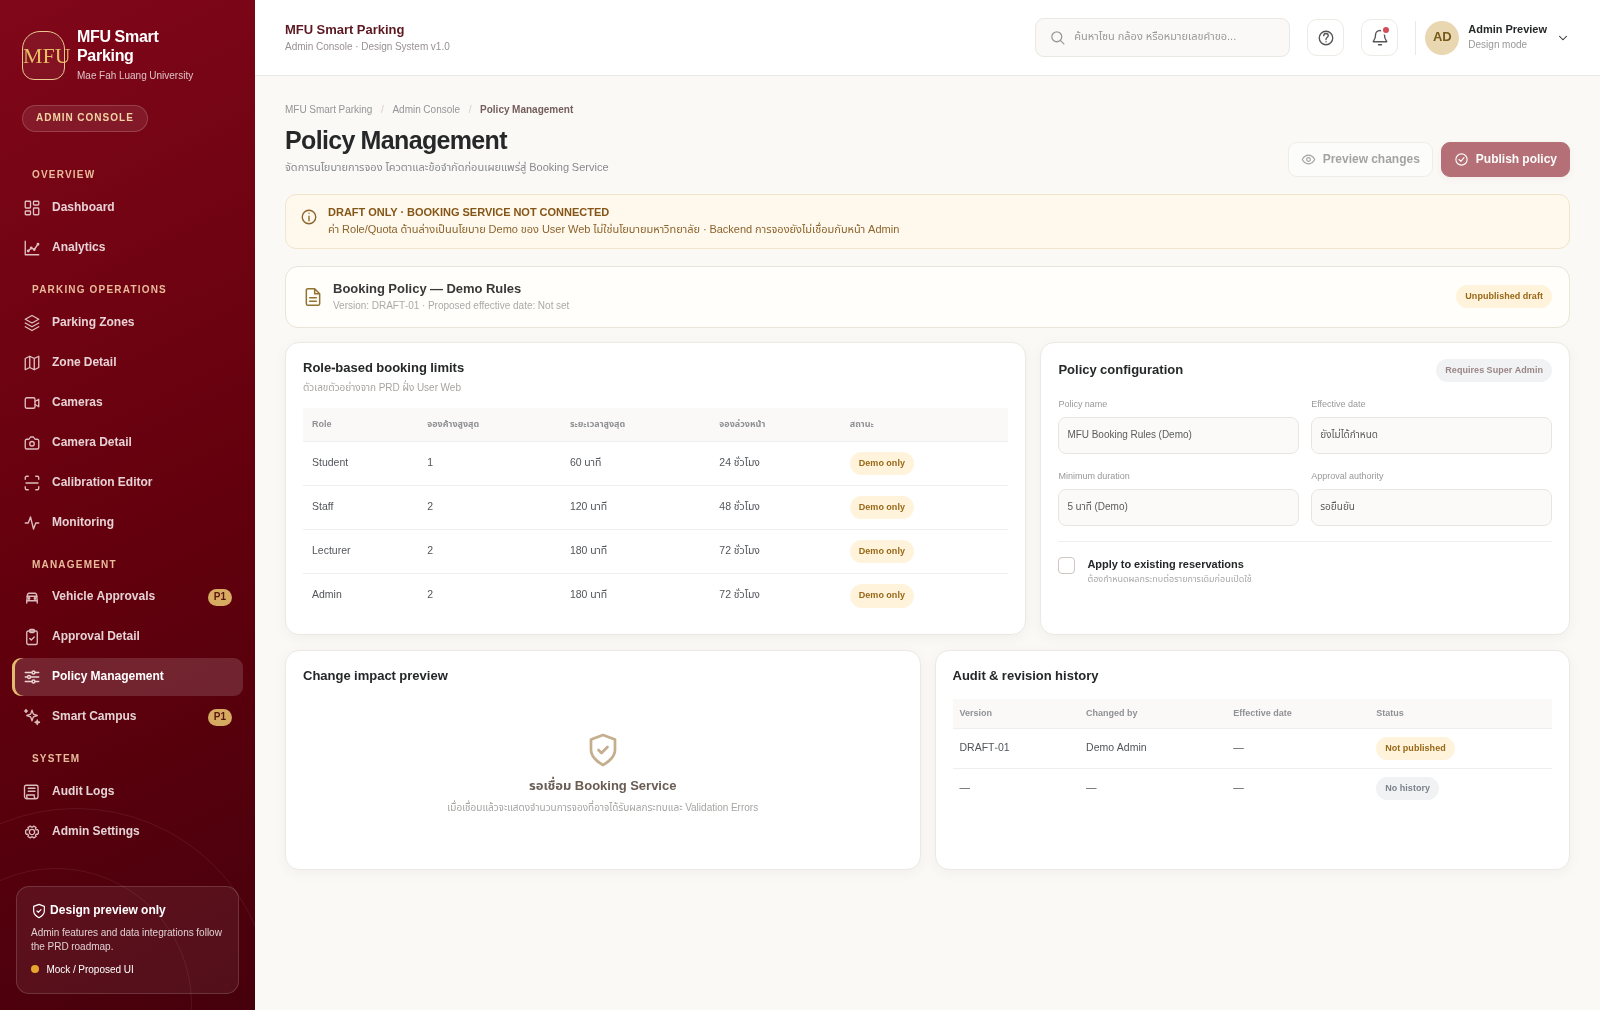 MFU
MFU Smart
Parking
Mae Fah Luang University
ADMIN CONSOLE
OVERVIEW
Dashboard
Analytics
PARKING OPERATIONS
Parking Zones
Zone Detail
Cameras
Camera Detail
Calibration Editor
Monitoring
MANAGEMENT
Vehicle Approvals P1
Approval Detail
Policy Management
Smart Campus P1
SYSTEM
Audit Logs
Admin Settings
Design preview only
Admin features and data integrations follow
the PRD roadmap.
Mock / Proposed UI
MFU Smart Parking
Admin Console · Design System v1.0
ค้นหาโซน กล้อง หรือหมายเลขคำขอ...
AD
Admin Preview
Design mode
MFU Smart Parking / Admin Console / Policy Management
Policy Management
จัดการนโยบายการจอง โควตาและข้อจำกัดก่อนเผยแพร่สู่ Booking Service
Preview changes
Publish policy
DRAFT ONLY · BOOKING SERVICE NOT CONNECTED
ค่า Role/Quota ด้านล่างเป็นนโยบาย Demo ของ User Web ไม่ใช่นโยบายมหาวิทยาลัย · Backend การจองยังไม่เชื่อมกับหน้า Admin
Booking Policy — Demo Rules
Version: DRAFT-01 · Proposed effective date: Not set
Unpublished draft
Role-based booking limits
ตัวเลขตัวอย่างจาก PRD ฝั่ง User Web
Role จองค้างสูงสุด ระยะเวลาสูงสุด จองล่วงหน้า สถานะ
Student 1 60 นาที 24 ชั่วโมง Demo only
Staff 2 120 นาที 48 ชั่วโมง Demo only
Lecturer 2 180 นาที 72 ชั่วโมง Demo only
Admin 2 180 นาที 72 ชั่วโมง Demo only
Policy configuration
Requires Super Admin
Policy name Effective date
MFU Booking Rules (Demo) ยังไม่ได้กำหนด
Minimum duration Approval authority
5 นาที (Demo) รอยืนยัน
Apply to existing reservations
ต้องกำหนดผลกระทบต่อรายการเดิมก่อนเปิดใช้
Change impact preview
รอเชื่อม Booking Service
เมื่อเชื่อมแล้วจะแสดงจำนวนการจองที่อาจได้รับผลกระทบและ Validation Errors
Audit & revision history
Version Changed by Effective date Status
DRAFT-01 Demo Admin — Not published
— — — No history